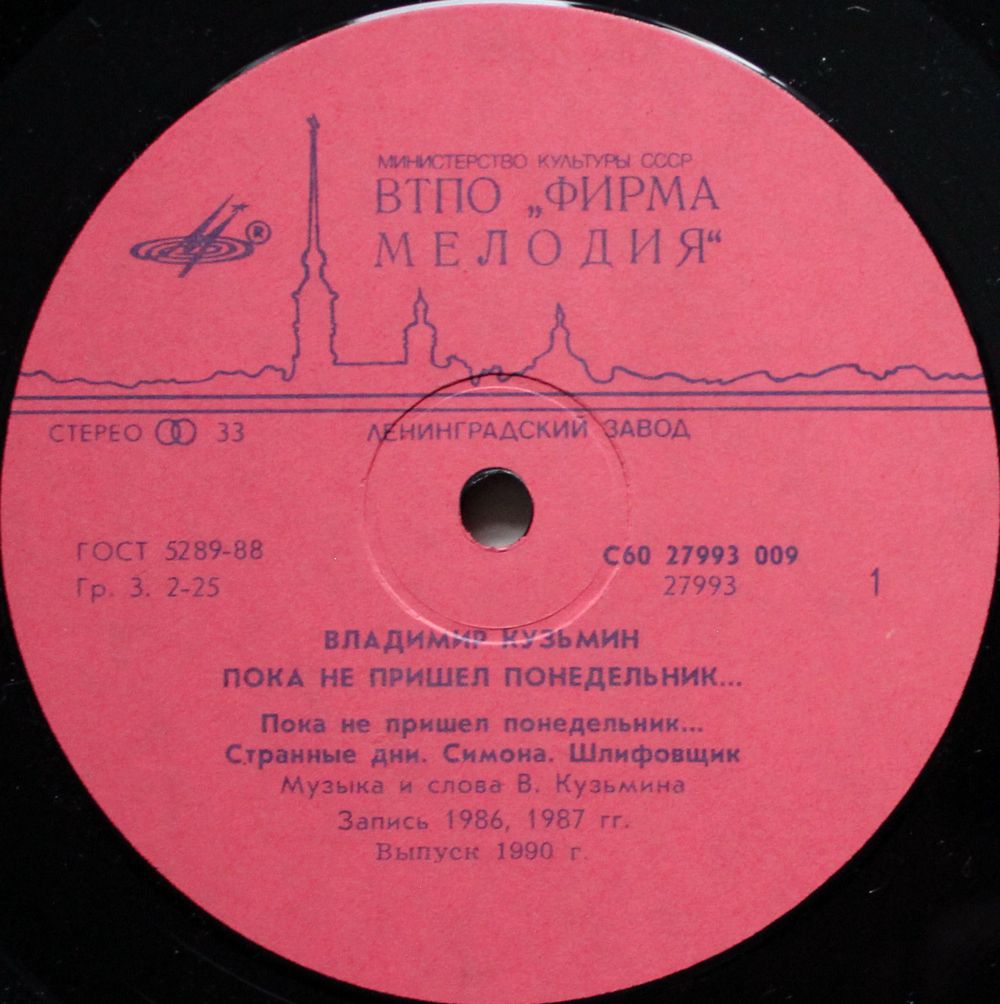 МИНИСТЕРСТВО КУЛЬТУРЫ СССР
ВТПО „ФИРМА
МЕЛОДИЯ“
®
СТЕРЕО 33
ЛЕНИНГРАДСКИЙ ЗАВОД
ГОСТ 5289-88
Гр. 3. 2-25
С60 27993 009
27993
1
ВЛАДИМИР КУЗЬМИН
ПОКА НЕ ПРИШЕЛ ПОНЕДЕЛЬНИК...
Пока не пришел понедельник...
Странные дни. Симона. Шлифовщик
Музыка и слова В. Кузьмина
Запись 1986, 1987 гг.
Выпуск 1990 г.